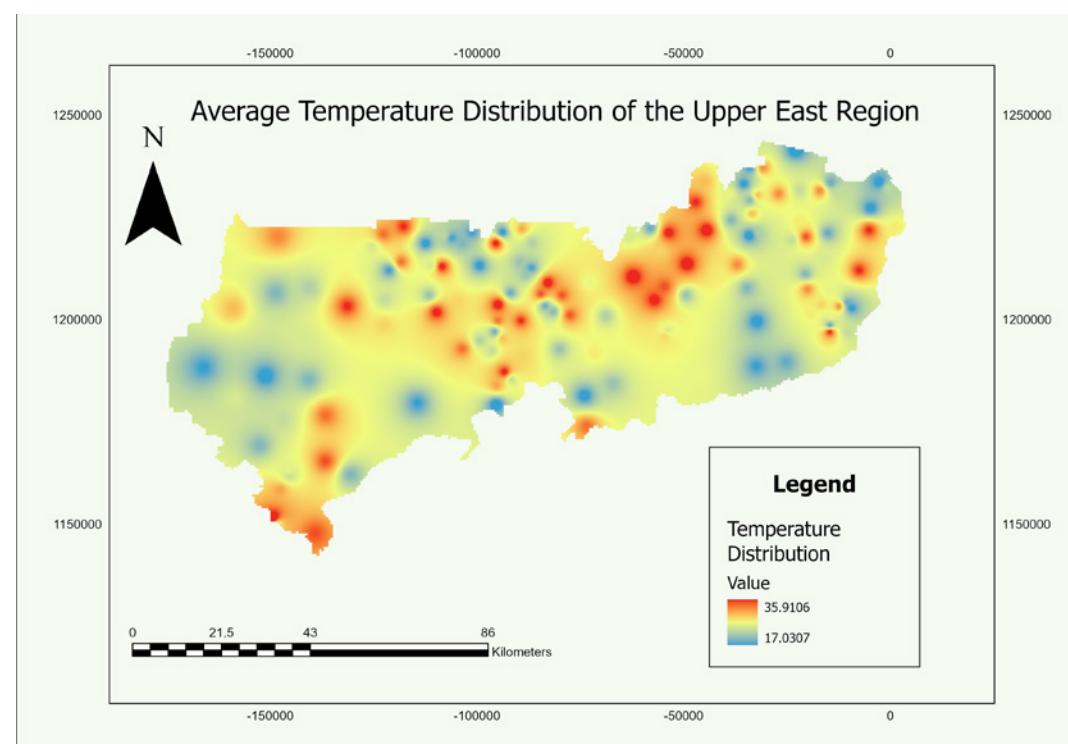 -150000 -100000 -50000 0
Average Temperature Distribution of the Upper East Region
1250000 1250000
N
1200000 1200000
1150000 1150000
Legend
Temperature
Distribution
Value
35.9106
17.0307
0 21.5 43 86
Kilometers
-150000 -100000 -50000 0